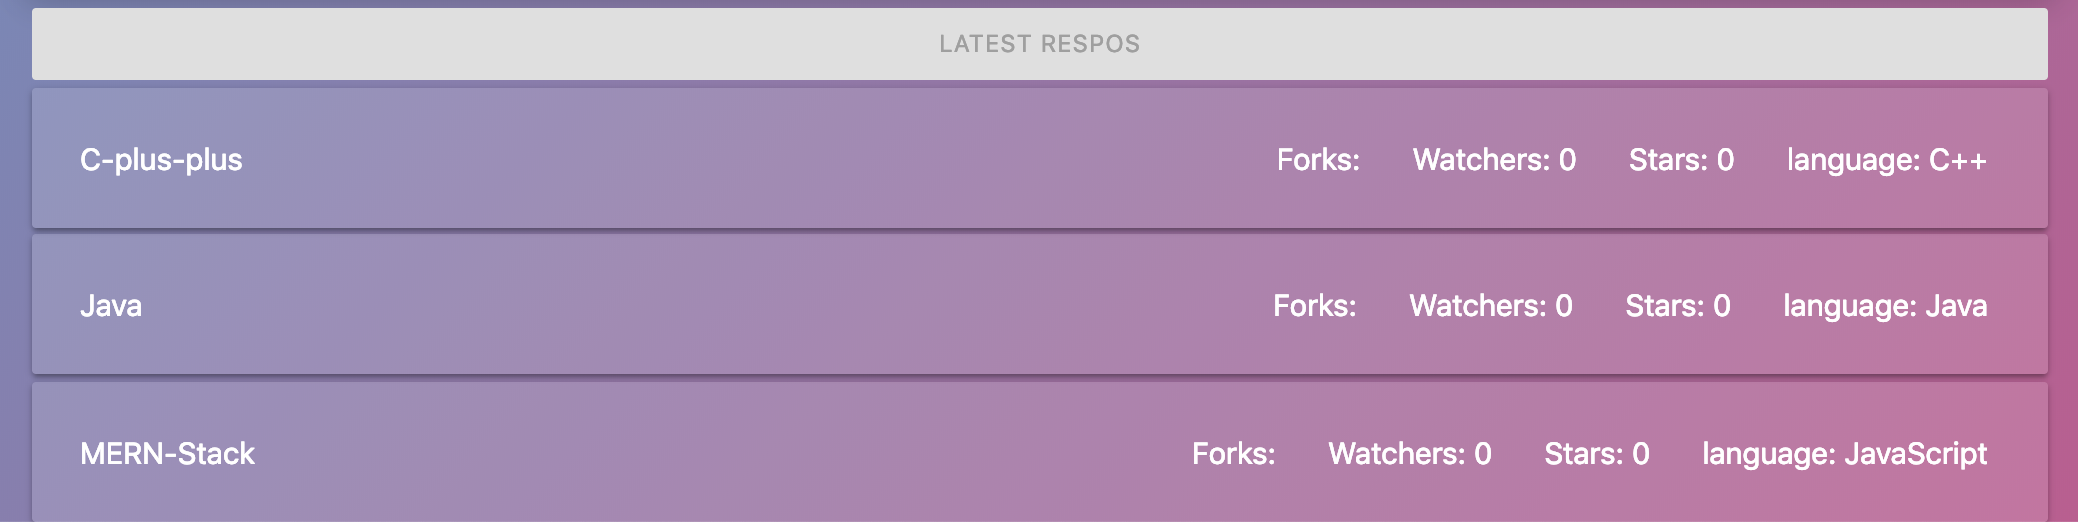 LATEST RESPOS
C-plus-plus Forks: Watchers: 0 Stars: 0 language: C++
Java Forks: Watchers: 0 Stars: 0 language: Java
MERN-Stack Forks: Watchers: 0 Stars: 0 language: JavaScript